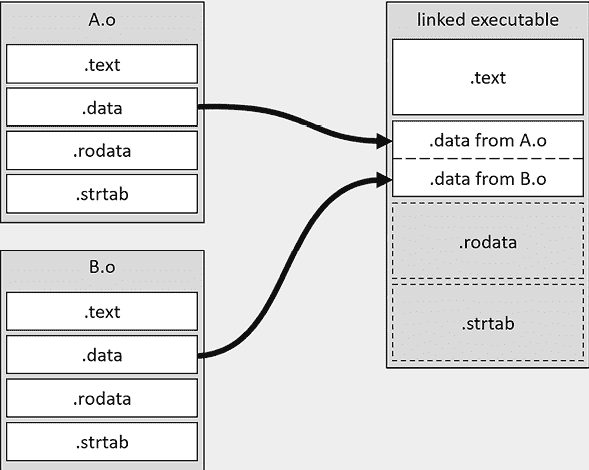 A.o
.text
.data
.rodata
.strtab
B.o
.text
.data
.rodata
.strtab
linked executable
.text
.data from A.o
.data from B.o
.rodata
.strtab